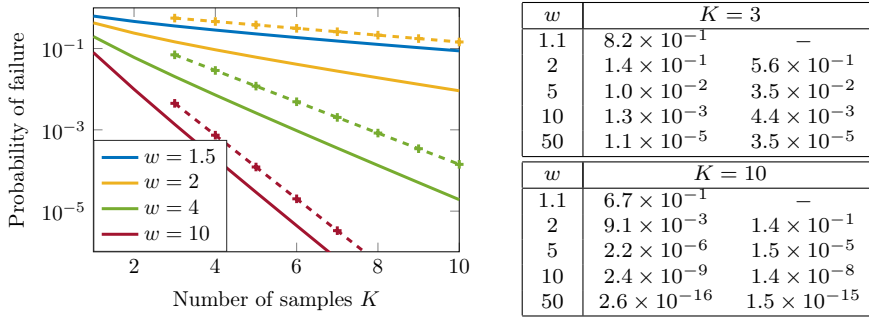 Probability of failure
10⁻¹
10⁻³
10⁻⁵
w = 1.5
w = 2
w = 4
w = 10
2 4 6 8 10
Number of samples K
w K = 3
1.1 8.2 × 10⁻¹ –
2 1.4 × 10⁻¹ 5.6 × 10⁻¹
5 1.0 × 10⁻² 3.5 × 10⁻²
10 1.3 × 10⁻³ 4.4 × 10⁻³
50 1.1 × 10⁻⁵ 3.5 × 10⁻⁵
w K = 10
1.1 6.7 × 10⁻¹ –
2 9.1 × 10⁻³ 1.4 × 10⁻¹
5 2.2 × 10⁻⁶ 1.5 × 10⁻⁵
10 2.4 × 10⁻⁹ 1.4 × 10⁻⁸
50 2.6 × 10⁻¹⁶ 1.5 × 10⁻¹⁵